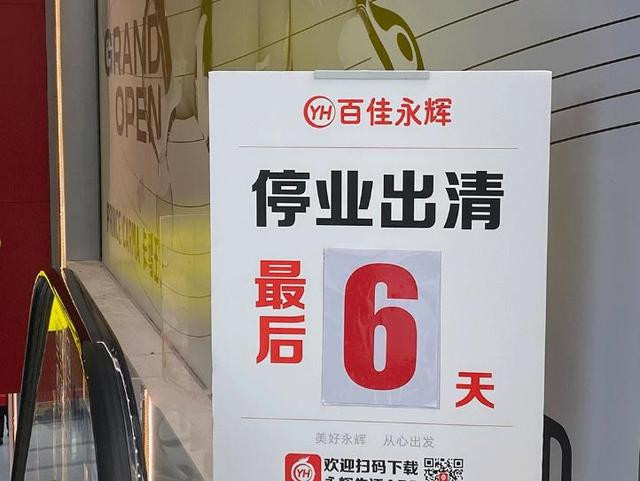 GRAND
OPEN
YH 百佳永辉
停业出清
最后 6 天
美好永辉 从心出发
YH 欢迎扫码下载